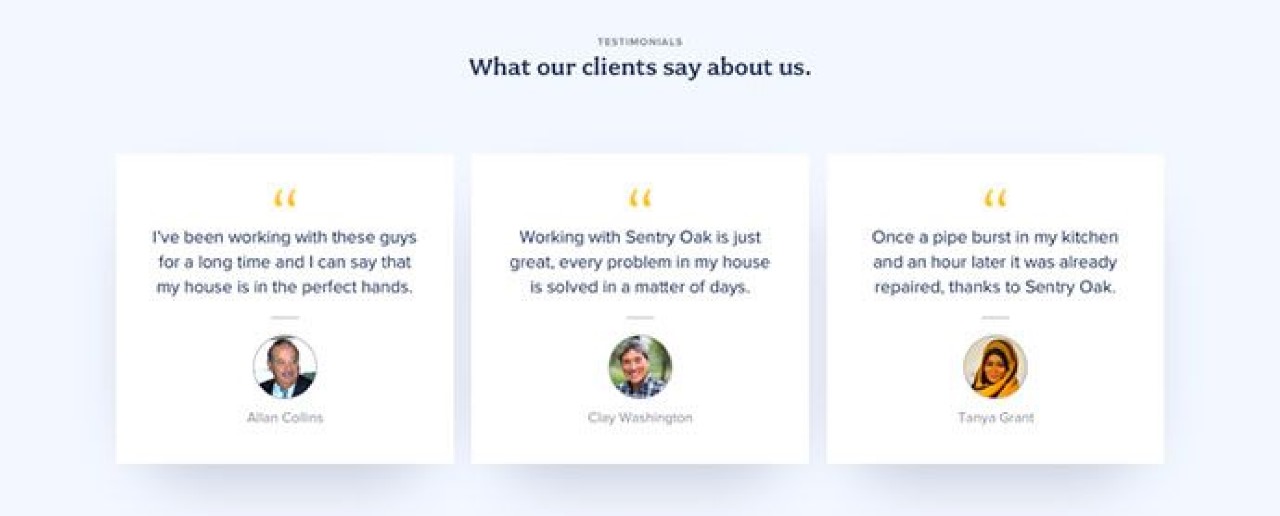 TESTIMONIALS
What our clients say about us.
“
I've been working with these guys
for a long time and I can say that
my house is in the perfect hands.
Allan Collins
“
Working with Sentry Oak is just
great, every problem in my house
is solved in a matter of days.
Clay Washington
“
Once a pipe burst in my kitchen
and an hour later it was already
repaired, thanks to Sentry Oak.
Tanya Grant